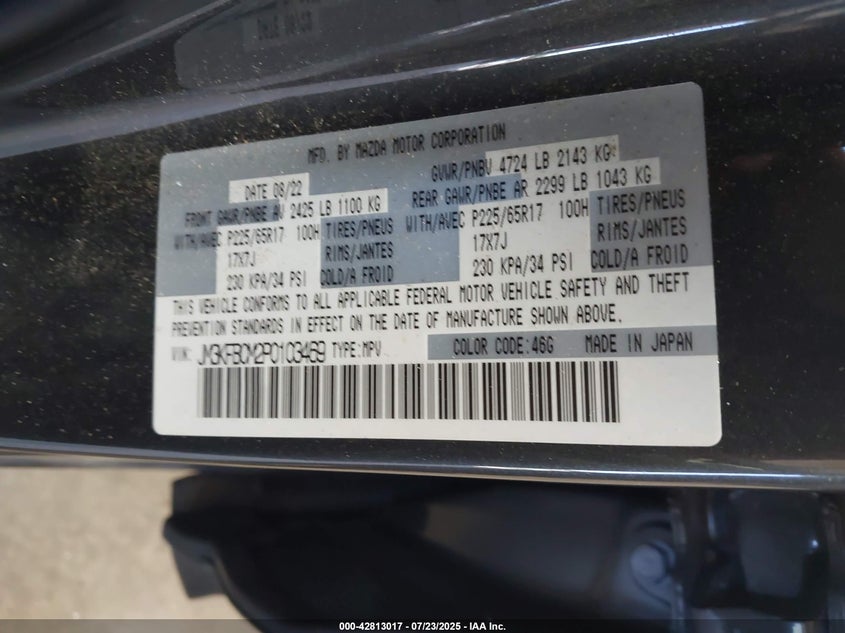 MFD. BY MAZDA MOTOR CORPORATION
DATE 08/22 GVWR/PNBV 4724 LB 2143 KG
FRONT GAWR/PNBE AV 2425 LB 1100 KG REAR GAWR/PNBE AR 2299 LB 1043 KG
WITH/AVEC P225/65R17 100H TIRES/PNEUS WITH/AVEC P225/65R17 100H TIRES/PNEUS
17X7J RIMS/JANTES 17X7J RIMS/JANTES
230 KPA/34 PSI COLD/A FROID 230 KPA/34 PSI COLD/A FROID
THIS VEHICLE CONFORMS TO ALL APPLICABLE FEDERAL MOTOR VEHICLE SAFETY AND THEFT
PREVENTION STANDARDS IN EFFECT ON THE DATE OF MANUFACTURE SHOWN ABOVE.
VIN: JM3KFBCM2P0103469 TYPE:MPV COLOR CODE:46G MADE IN JAPAN
000-42813017 - 07/23/2025 - IAA Inc.